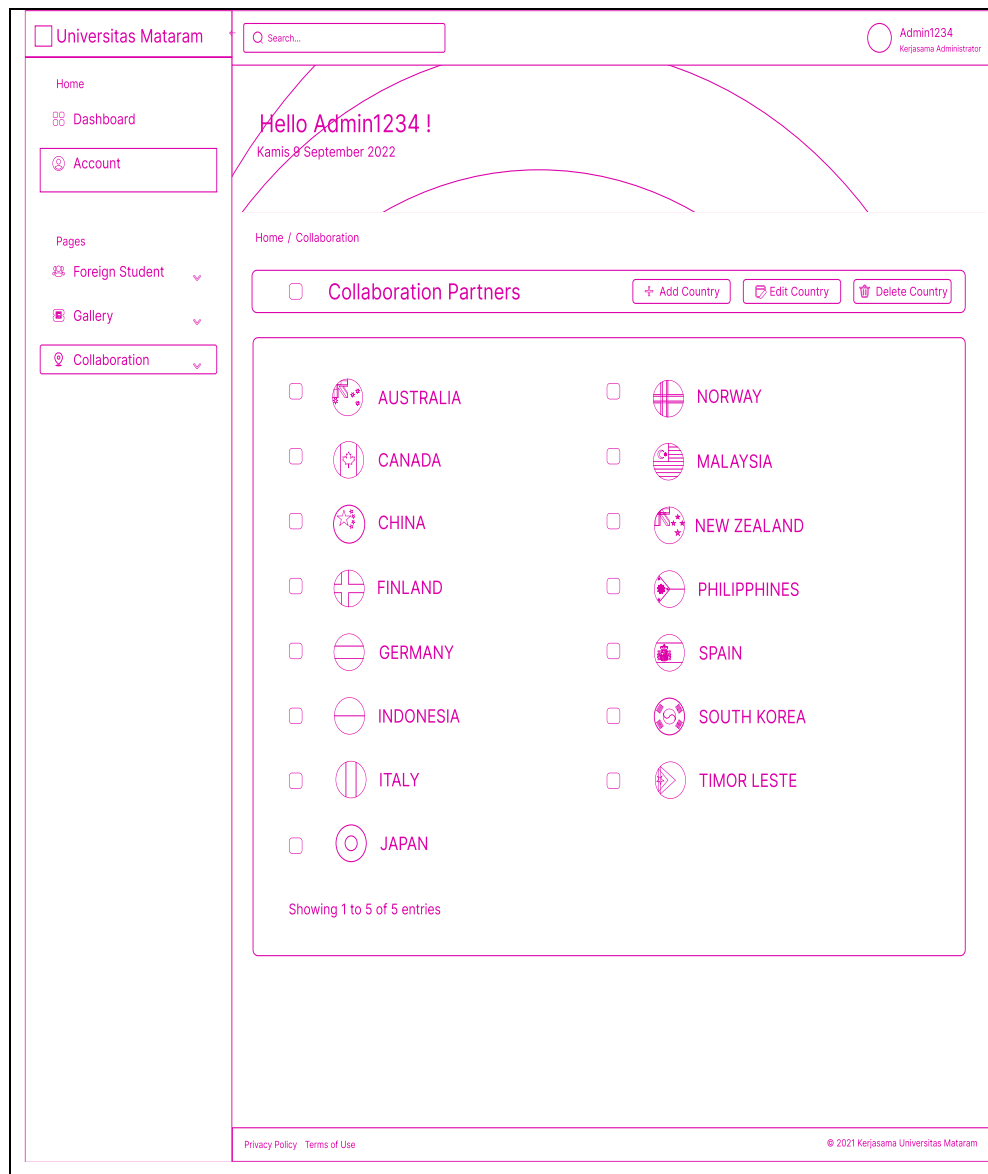 Universitas Mataram
Search...
Admin1234
Kerjasama Administrator
Home
Dashboard
Account
Pages
Foreign Student
Gallery
Collaboration
Hello Admin1234 !
Kamis 9 September 2022
Home / Collaboration
Collaboration Partners
Add Country
Edit Country
Delete Country
AUSTRALIA
CANADA
CHINA
FINLAND
GERMANY
INDONESIA
ITALY
JAPAN
NORWAY
MALAYSIA
NEW ZEALAND
PHILIPPHINES
SPAIN
SOUTH KOREA
TIMOR LESTE
Showing 1 to 5 of 5 entries
Privacy Policy Terms of Use
© 2021 Kerjasama Universitas Mataram